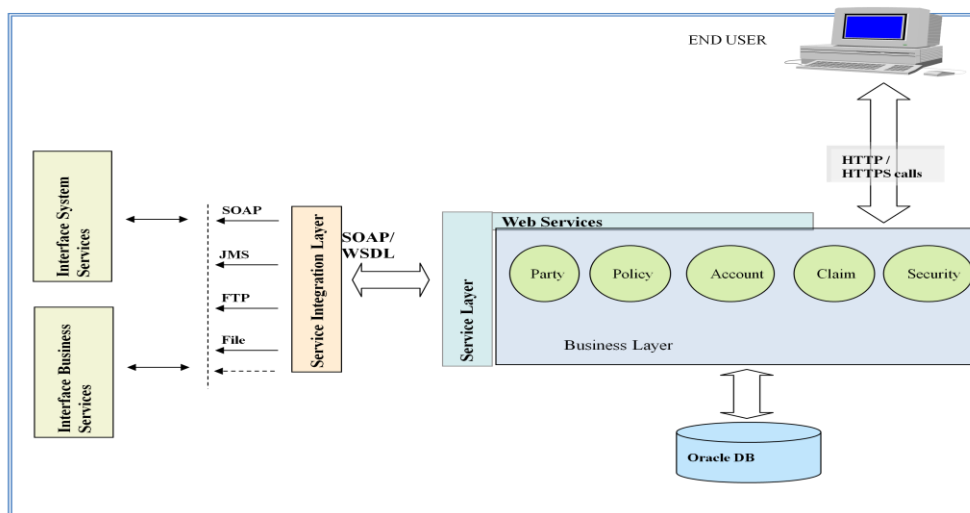 END USER
HTTP /
HTTPS calls
Interface System
Services
SOAP
JMS
FTP
File
Service Integration Layer
SOAP/
WSDL
Service Layer
Web Services
Party
Policy
Account
Claim
Security
Business Layer
Interface Business
Services
Oracle DB